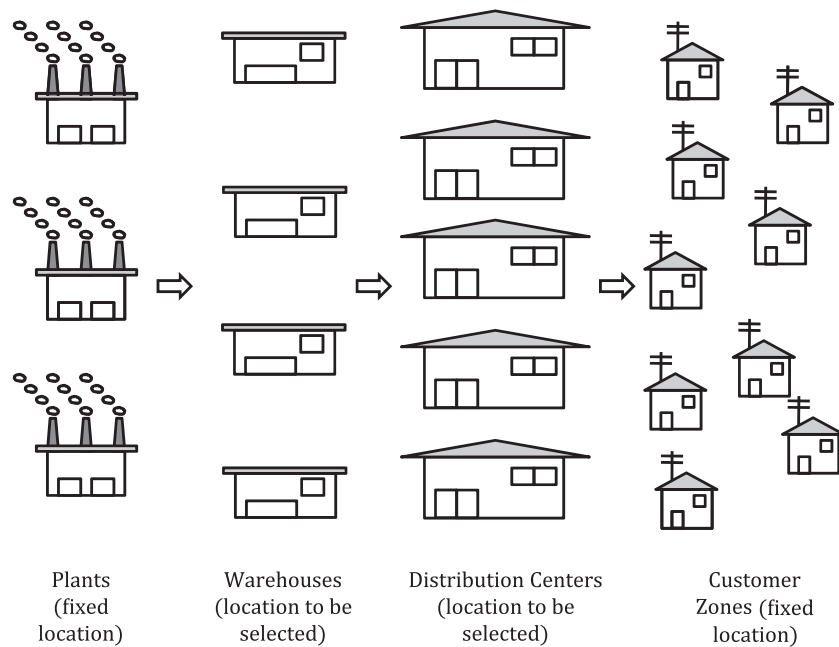 Plants
(fixed
location)
Warehouses
(location to be
selected)
Distribution Centers
(location to be
selected)
Customer
Zones (fixed
location)